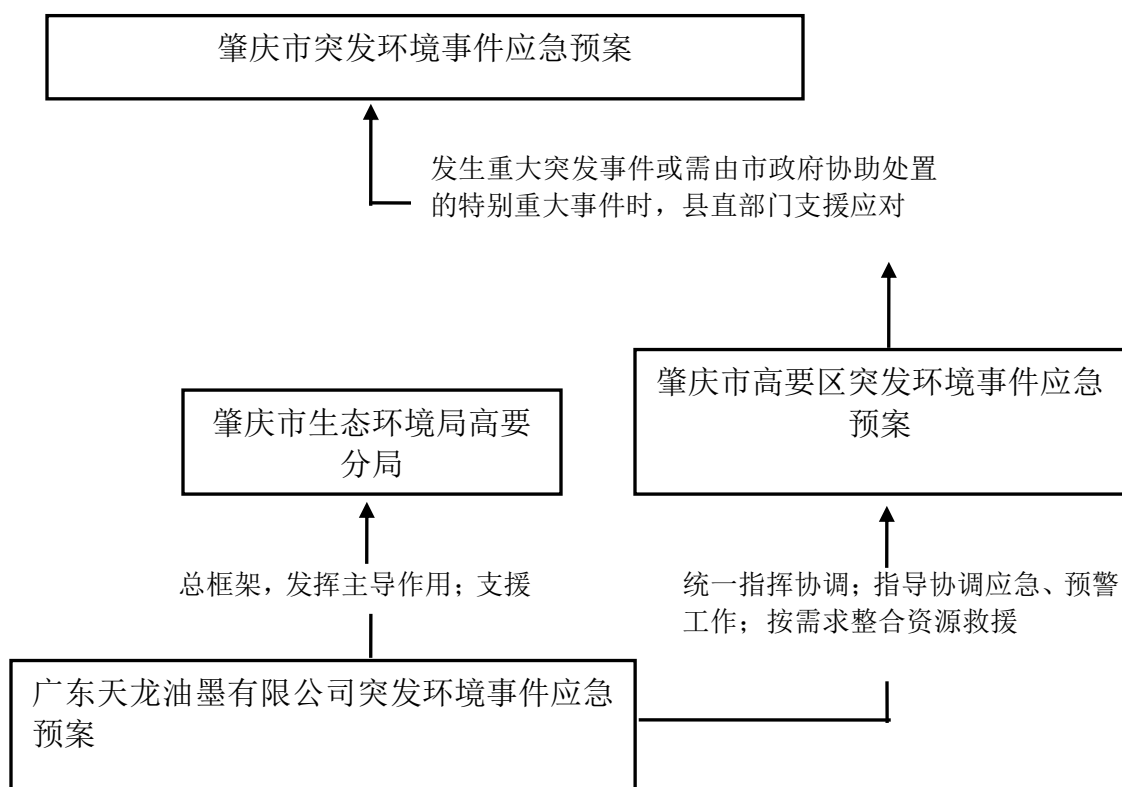 肇庆市突发环境事件应急预案
发生重大突发事件或需由市政府协助处置
的特别重大事件时，县直部门支援应对
肇庆市高要区突发环境事件应急
预案
肇庆市生态环境局高要
分局
总框架，发挥主导作用；支援
统一指挥协调；指导协调应急、预警
工作；按需求整合资源救援
广东天龙油墨有限公司突发环境事件应急
预案